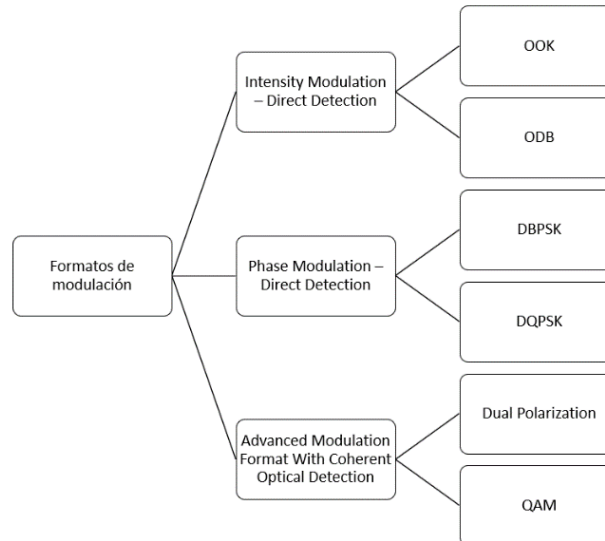 Formatos de
modulación
Intensity Modulation
– Direct Detection
OOK
ODB
Phase Modulation –
Direct Detection
DBPSK
DQPSK
Advanced Modulation
Format With Coherent
Optical Detection
Dual Polarization
QAM